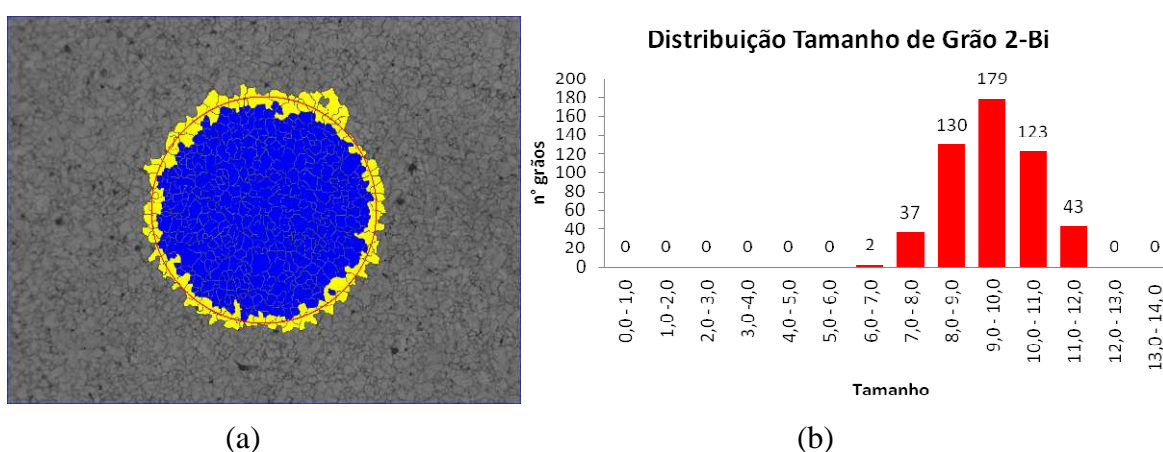 Distribuição Tamanho de Grão 2-Bi
n° grãos
200
180
160
140
120
100
80
60
40
20
0
0 0 0 0 0 0 2 37 130 179 123 43 0 0
0,0 - 1,0
1,0 -2,0
2,0 - 3,0
3,0 -4,0
4,0 - 5,0
5,0 - 6,0
6,0 - 7,0
7,0 - 8,0
8,0 - 9,0
9,0 - 10,0
10,0 - 11,0
11,0 - 12,0
12,0 - 13,0
13,0 - 14,0
Tamanho
(a)
(b)